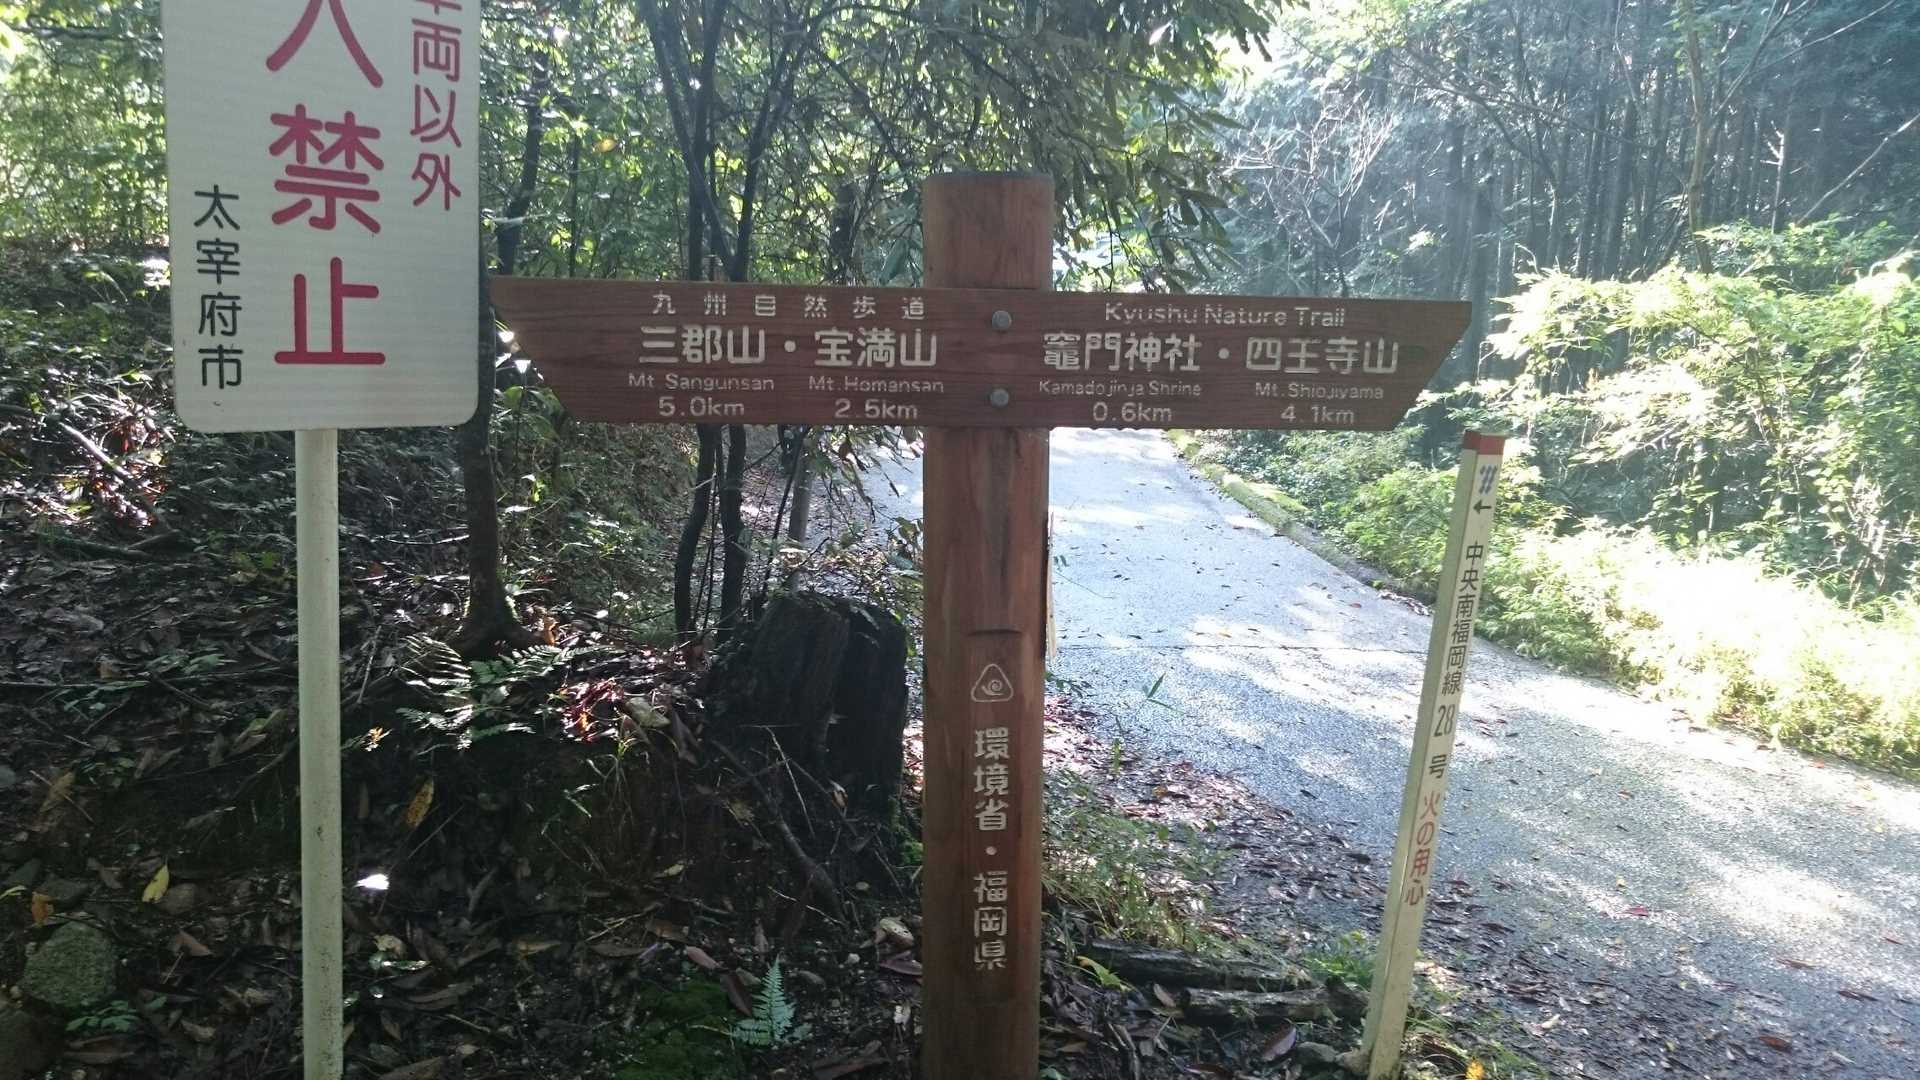 両以外
入禁止
太宰府市
九州自然歩道
三郡山・宝満山
Mt. Sangunsan Mt. Homansan
5.0km 2.5km
Kyushu Nature Trail
竈門神社・四王寺山
Kamadojinja Shrine Mt. Shiojiyama
0.6km 4.1km
環境省・福岡県
中央南福岡線 28号 火の用心